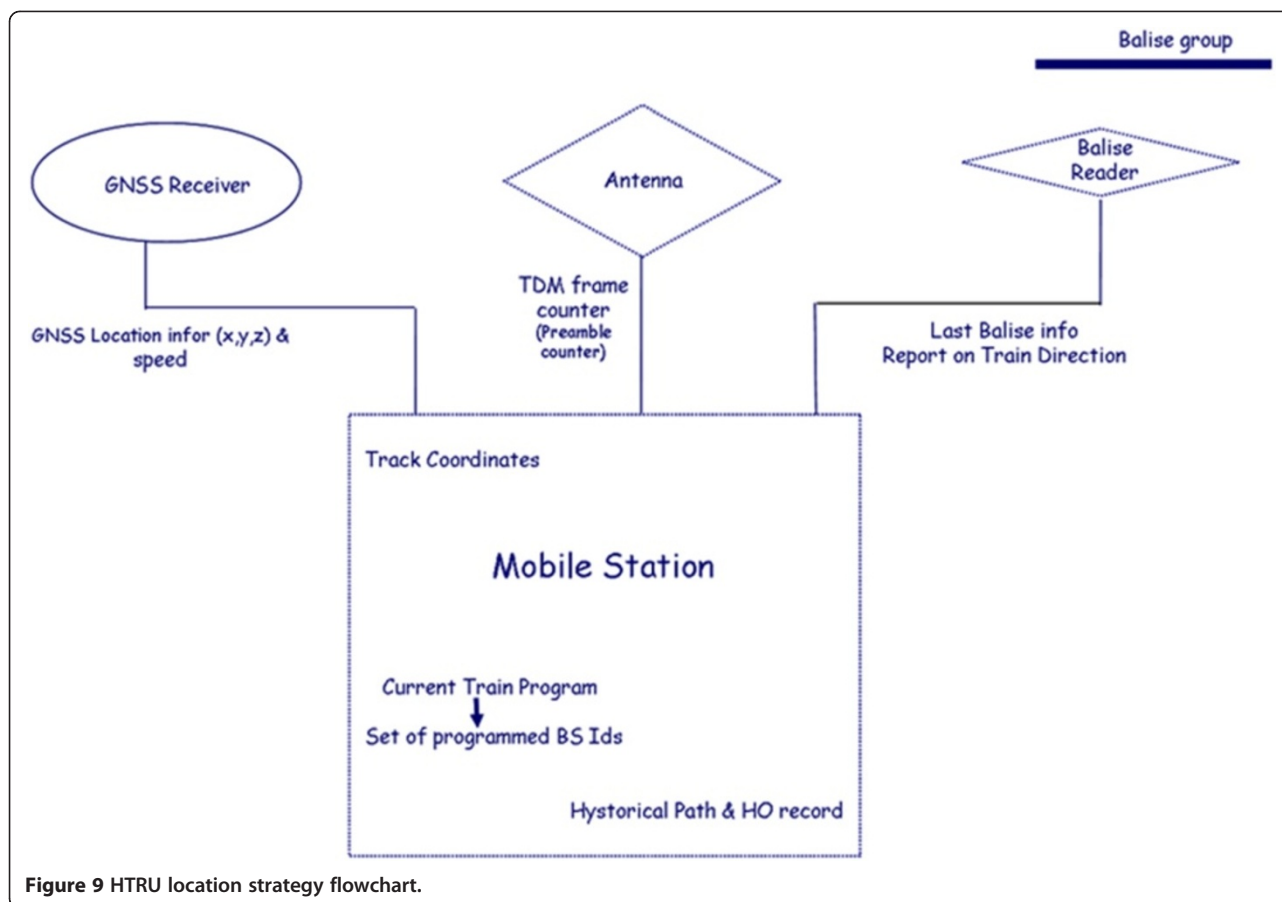 Balise group
GNSS Receiver
Antenna
Balise
Reader
GNSS Location infor (x,y,z) &
speed
TDM frame
counter
(Preamble
counter)
Last Balise info
Report on Train Direction
Track Coordinates
Mobile Station
Current Train Program
Set of programmed BS Ids
Hystorical Path & HO record
Figure 9 HTRU location strategy flowchart.